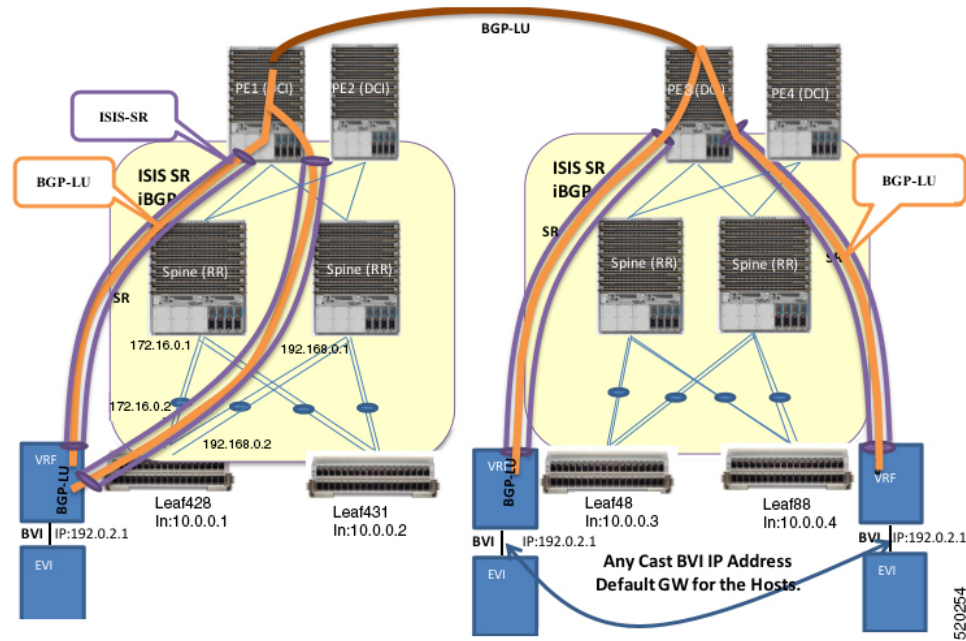 BGP-LU
PE1 (DCI)
PE2 (DCI)
PE3 (DCI)
PE4 (DCI)
ISIS-SR
BGP-LU
ISIS SR
iBGP
ISIS SR
iBGP
BGP-LU
Spine (RR)
Spine (RR)
Spine (RR)
Spine (RR)
SR
SR
SR
172.16.0.1
192.168.0.1
172.16.0.2
192.168.0.2
VRF
BGP-LU
Leaf428
In:10.0.0.1
Leaf431
In:10.0.0.2
BVI
IP:192.0.2.1
EVI
VRF
BGP-LU
Leaf48
In:10.0.0.3
Leaf88
In:10.0.0.4
VRF
BVI
IP:192.0.2.1
BVI
IP:192.0.2.1
EVI
EVI
Any Cast BVI IP Address
Default GW for the Hosts.
520254